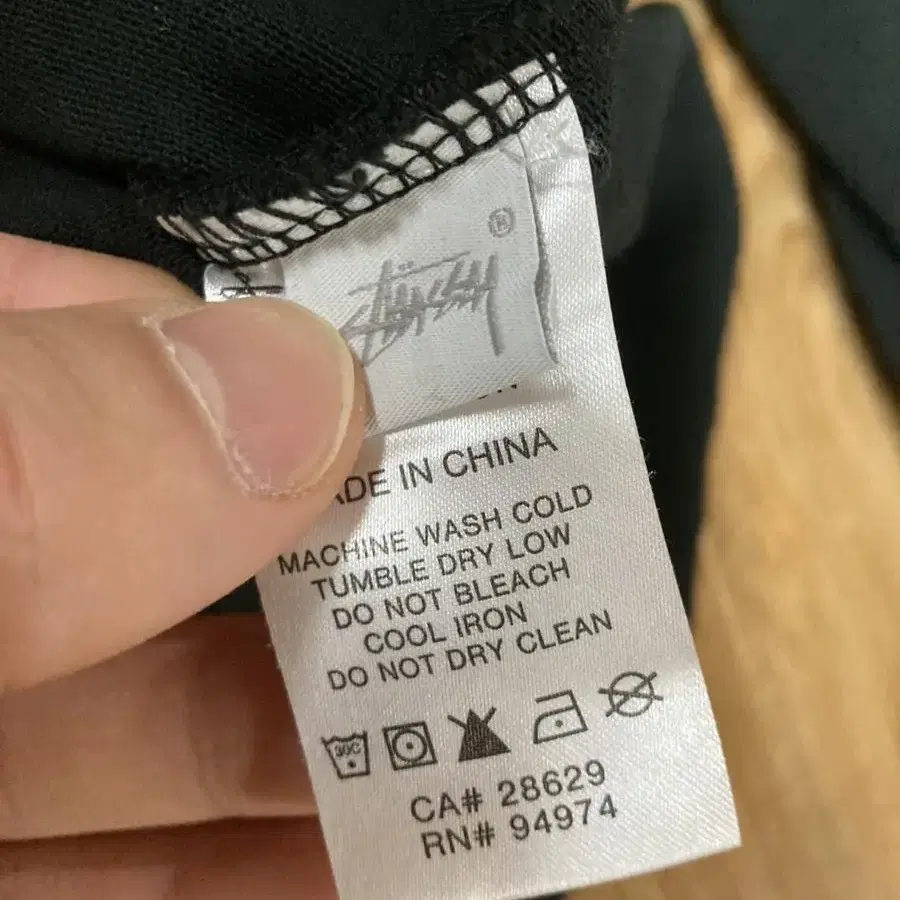 STÜSSY ®
ADE IN CHINA
MACHINE WASH COLD
TUMBLE DRY LOW
DO NOT BLEACH
COOL IRON
DO NOT DRY CLEAN
30C
CA# 28629
RN# 94974